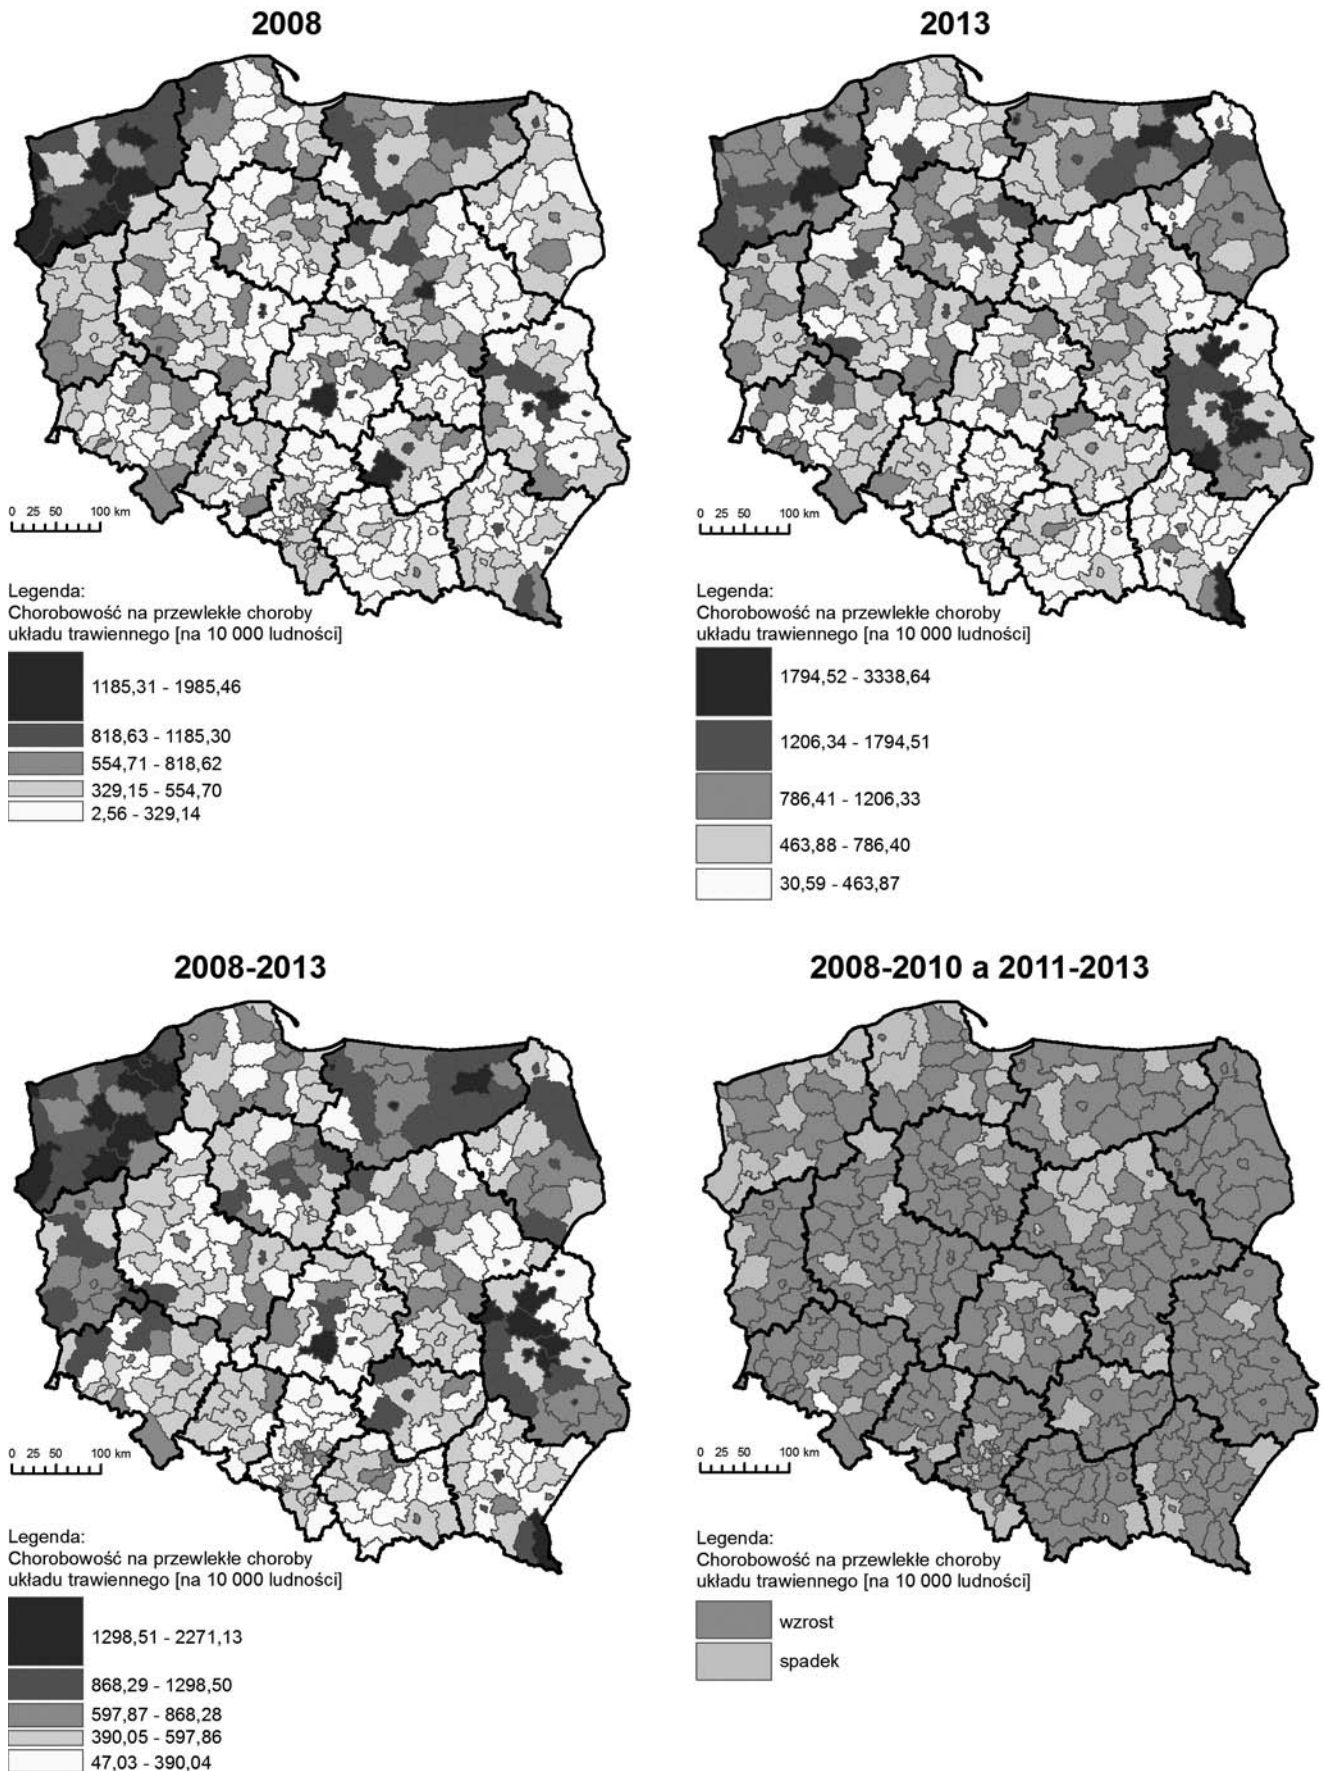 2008
0 25 50 100 km
Legenda:
Chorobowość na przewlekłe choroby
układu trawiennego [na 10 000 ludności]
1185,31 - 1985,46
818,63 - 1185,30
554,71 - 818,62
329,15 - 554,70
2,56 - 329,14
2013
0 25 50 100 km
Legenda:
Chorobowość na przewlekłe choroby
układu trawiennego [na 10 000 ludności]
1794,52 - 3338,64
1206,34 - 1794,51
786,41 - 1206,33
463,88 - 786,40
30,59 - 463,87
2008-2013
0 25 50 100 km
Legenda:
Chorobowość na przewlekłe choroby
układu trawiennego [na 10 000 ludności]
1298,51 - 2271,13
868,29 - 1298,50
597,87 - 868,28
390,05 - 597,86
47,03 - 390,04
2008-2010 a 2011-2013
0 25 50 100 km
Legenda:
Chorobowość na przewlekłe choroby
układu trawiennego [na 10 000 ludności]
wzrost
spadek